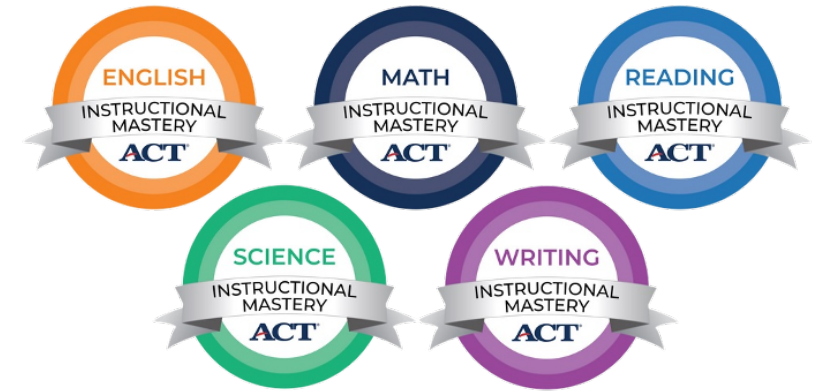 ENGLISH
INSTRUCTIONAL
MASTERY
ACT
MATH
INSTRUCTIONAL
MASTERY
ACT
READING
INSTRUCTIONAL
MASTERY
ACT
SCIENCE
INSTRUCTIONAL
MASTERY
ACT
WRITING
INSTRUCTIONAL
MASTERY
ACT